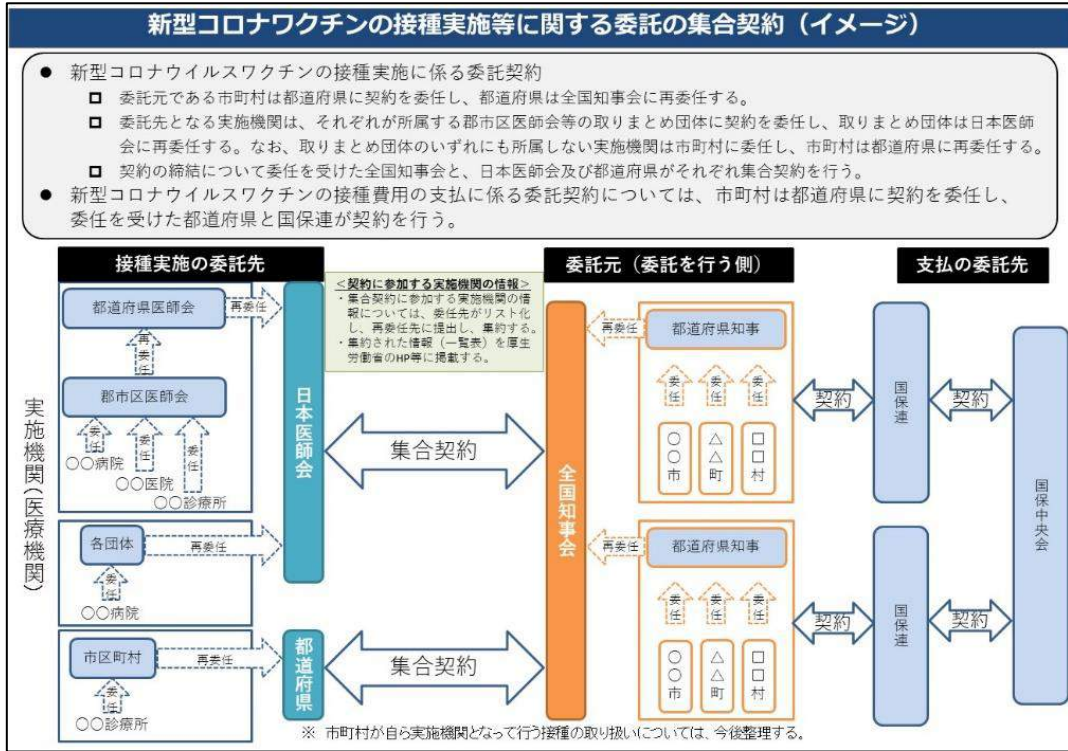 新型コロナワクチンの接種実施等に関する委託の集合契約（イメージ）
● 新型コロナウイルスワクチンの接種実施に係る委託契約
委託元である市町村は都道府県に契約を委任し、都道府県は全国知事会に再委任する。
委託先となる実施機関は、それぞれが所属する郡市区医師会等の取りまとめ団体に契約を委任し、取りまとめ団体は日本医師
会に再委任する。なお、取りまとめ団体のいずれにも所属しない実施機関は市町村に委任し、市町村は都道府県に再委任する。
契約の締結について委任を受けた全国知事会と、日本医師会及び都道府県がそれぞれ集合契約を行う。
● 新型コロナウイルスワクチンの接種費用の支払に係る委託契約については、市町村は都道府県に契約を委任し、
委任を受けた都道府県と国保連が契約を行う。
接種実施の委託先
委託元（委託を行う側）
支払の委託先
実施機関（医療機関）
都道府県医師会
再委任
再委任
郡市区医師会
委任
委任
委任
〇〇病院
〇〇医院
〇〇診療所
各団体
再委任
委任
〇〇病院
市区町村
再委任
委任
〇〇診療所
日本医師会
都道府県
＜契約に参加する実施機関の情報＞
・集合契約に参加する実施機関の情
報については、委任先がリスト化
し、再委任先に提出し、集約する。
・集約された情報（一覧表）を厚生
労働省のHP等に掲載する。
集合契約
集合契約
全国知事会
再委任
都道府県知事
委任
委任
委任
〇〇市
△△町
□□村
再委任
都道府県知事
委任
委任
委任
〇〇市
△△町
□□村
契約
国保連
契約
契約
国保連
契約
国保中央会
※ 市町村が自ら実施機関となって行う接種の取り扱いについては、今後整理する。